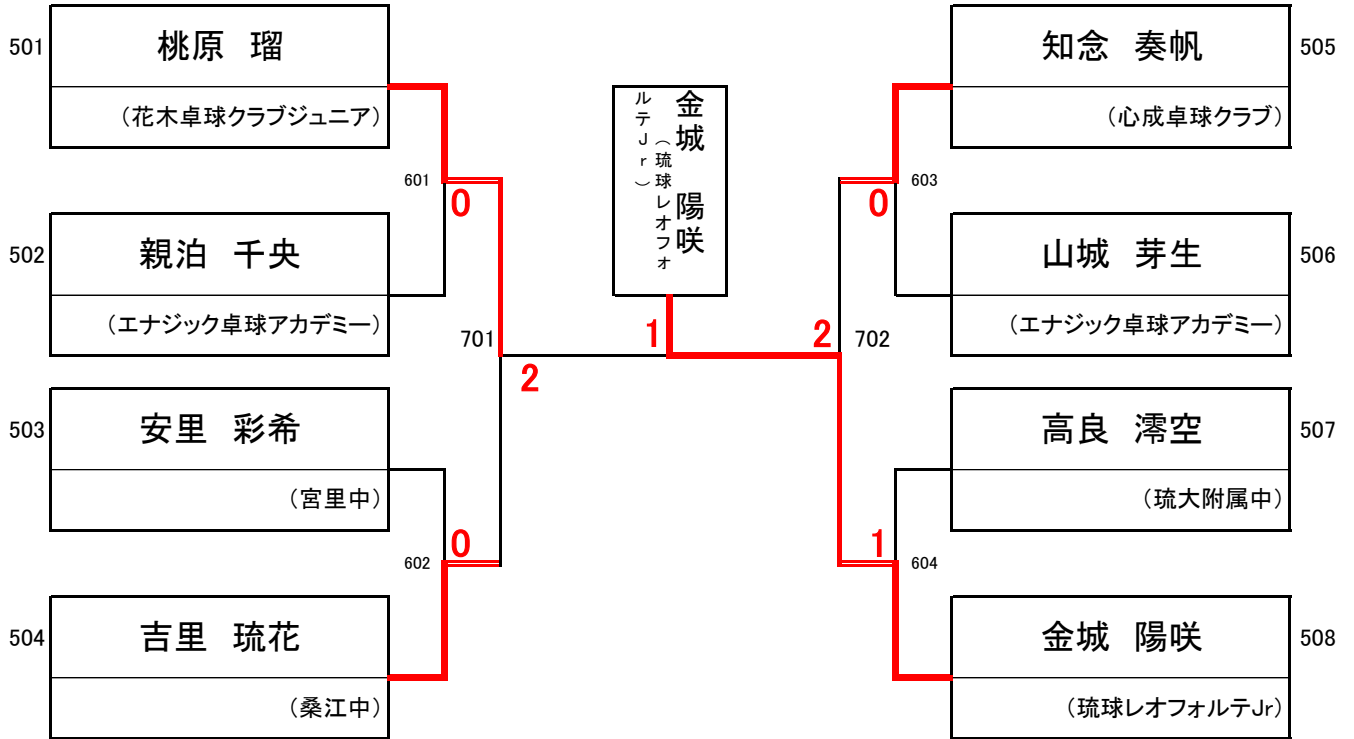 501
桃原　瑠
（花木卓球クラブジュニア）
601
0
502
親泊　千央
（エナジック卓球アカデミー）
701
2
503
安里　彩希
（宮里中）
602
0
504
吉里　琉花
（桑江中）
金城　陽咲
（琉球レオフォ
ルテJr）
1
2
702
505
知念　奏帆
（心成卓球クラブ）
0
603
506
山城　芽生
（エナジック卓球アカデミー）
507
高良　澪空
（琉大附属中）
1
604
508
金城　陽咲
（琉球レオフォルテJr）